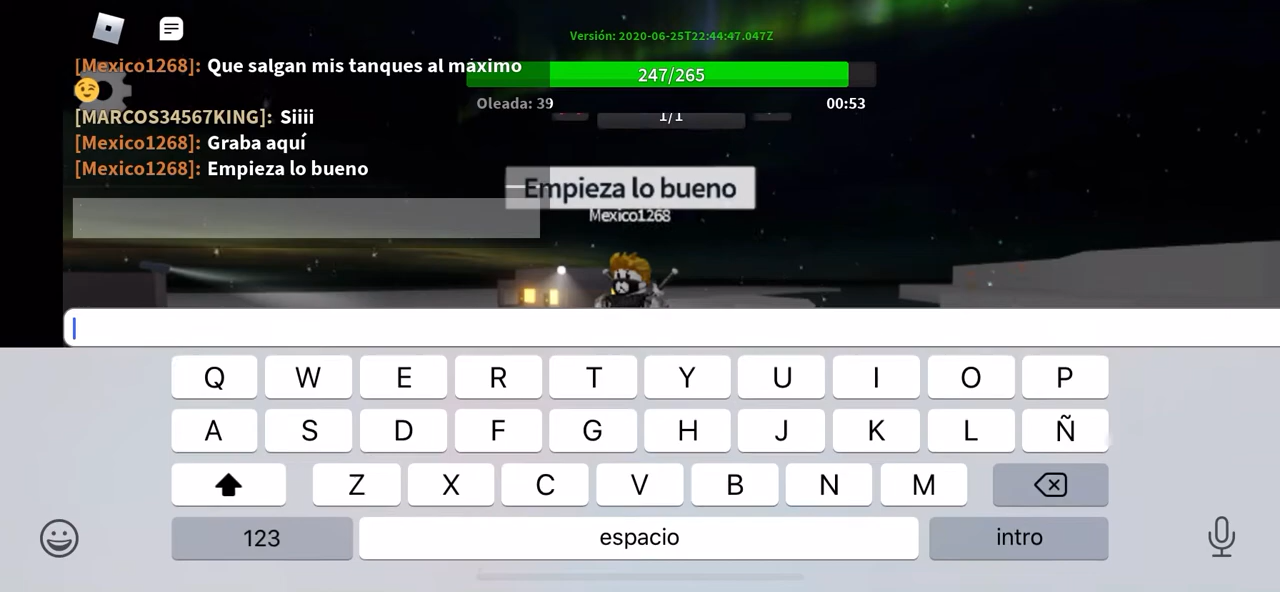 Versión: 2020-06-25T22:44:47.047Z
[Mexico1268]: Que salgan mis tanques al máximo
😉
247/265
Oleada: 39
00:53
[MARCOS34567KING]: Siiii
1/1
[Mexico1268]: Graba aquí
[Mexico1268]: Empieza lo bueno
Empieza lo bueno
Mexico1268
Q W E R T Y U I O P
A S D F G H J K L Ñ
Z X C V B N M
123 espacio intro